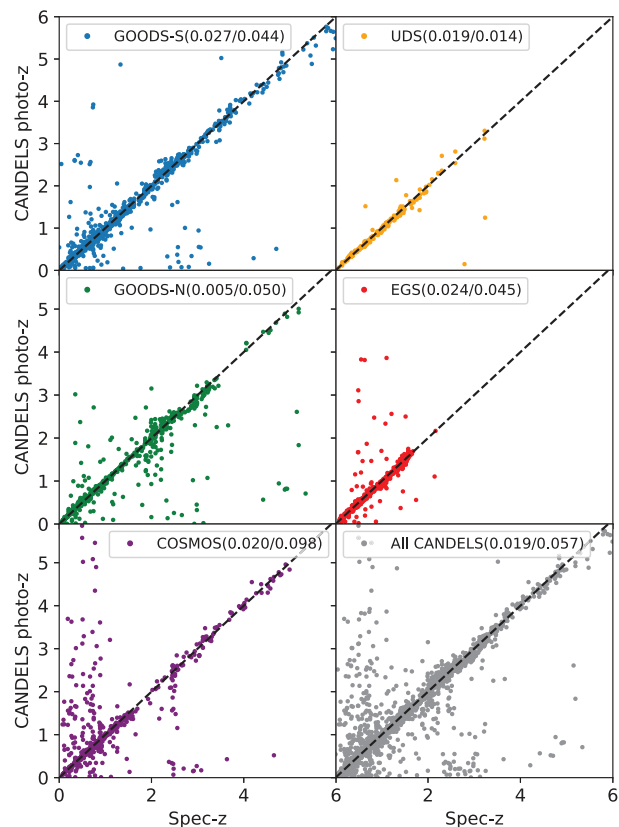 6
GOODS-S(0.027/0.044)
UDS(0.019/0.014)
5
4
3
2
1
0
CANDELS photo-z
GOODS-N(0.005/0.050)
EGS(0.024/0.045)
5
4
3
2
1
0
CANDELS photo-z
COSMOS(0.020/0.098)
All CANDELS(0.019/0.057)
5
4
3
2
1
0
CANDELS photo-z
0 2 4 6 2 4 6
Spec-z Spec-z